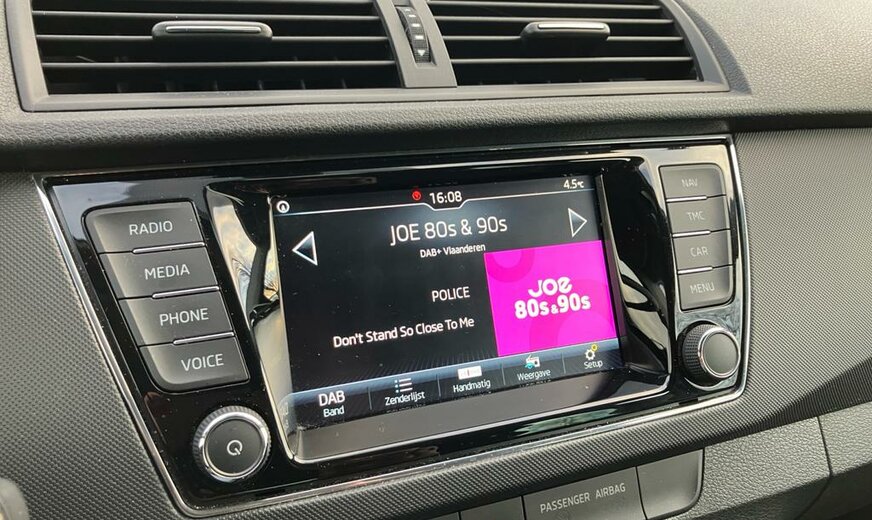 16:08
4.5°C
JOE 80s & 90s
DAB+ Vlaanderen
POLICE
Don't Stand So Close To Me
JOE
80s & 90s
DAB
Band
Zenderlijst
Handmatig
Weergave
Setup
RADIO
MEDIA
PHONE
VOICE
NAV
TMC
CAR
MENU
PASSENGER AIRBAG